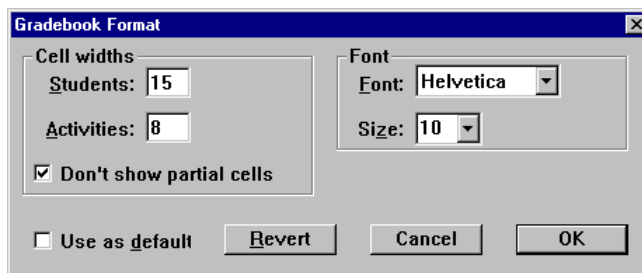 Gradebook Format
Cell widths
Students: 15
Activities: 8
Don't show partial cells
Font
Font: Helvetica
Size: 10
Use as default
Revert
Cancel
OK